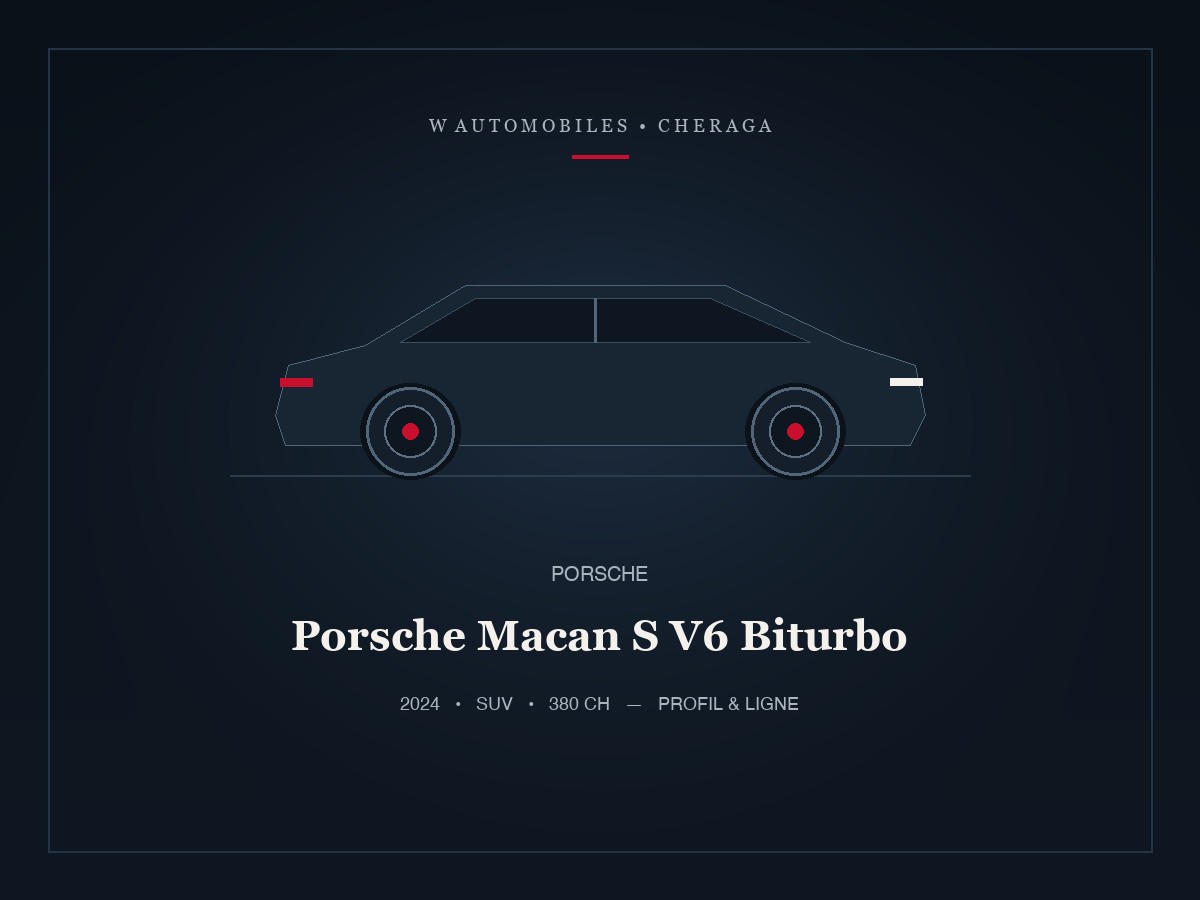 W AUTOMOBILES • CHERAGA
PORSCHE
Porsche Macan S V6 Biturbo
2024 • SUV • 380 CH — PROFIL & LIGNE